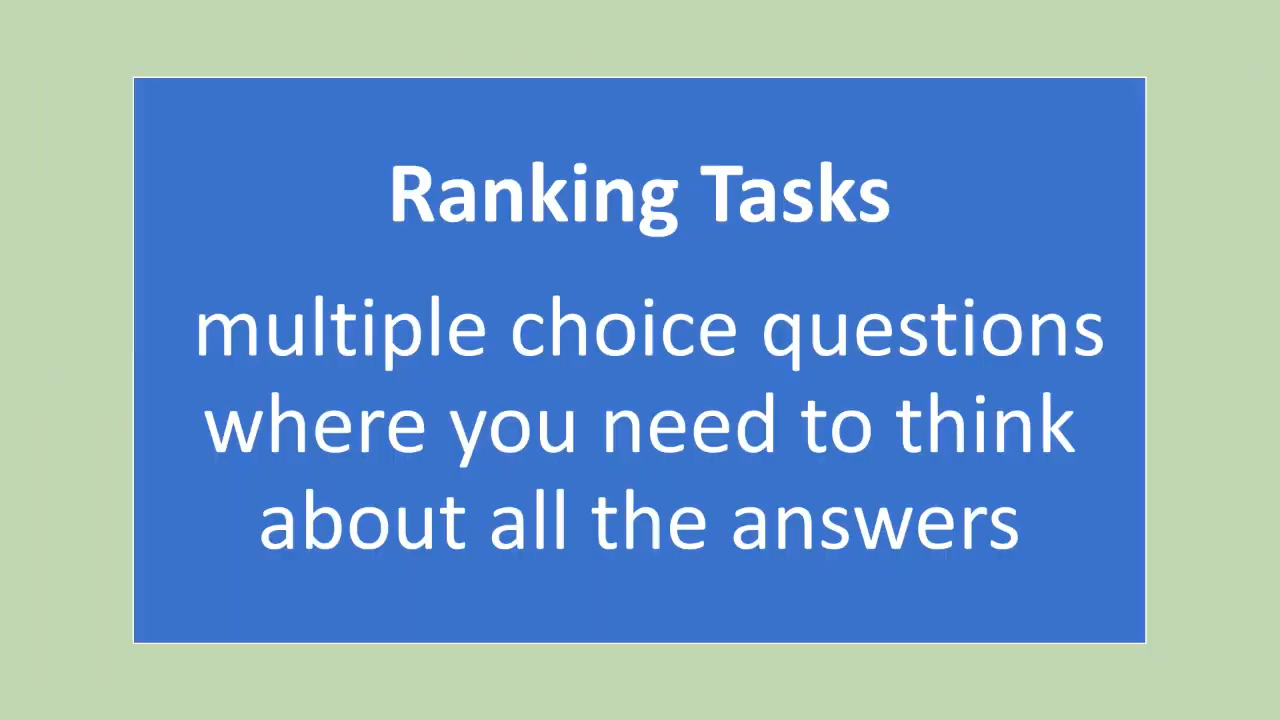 Ranking Tasks
multiple choice questions
where you need to think
about all the answers